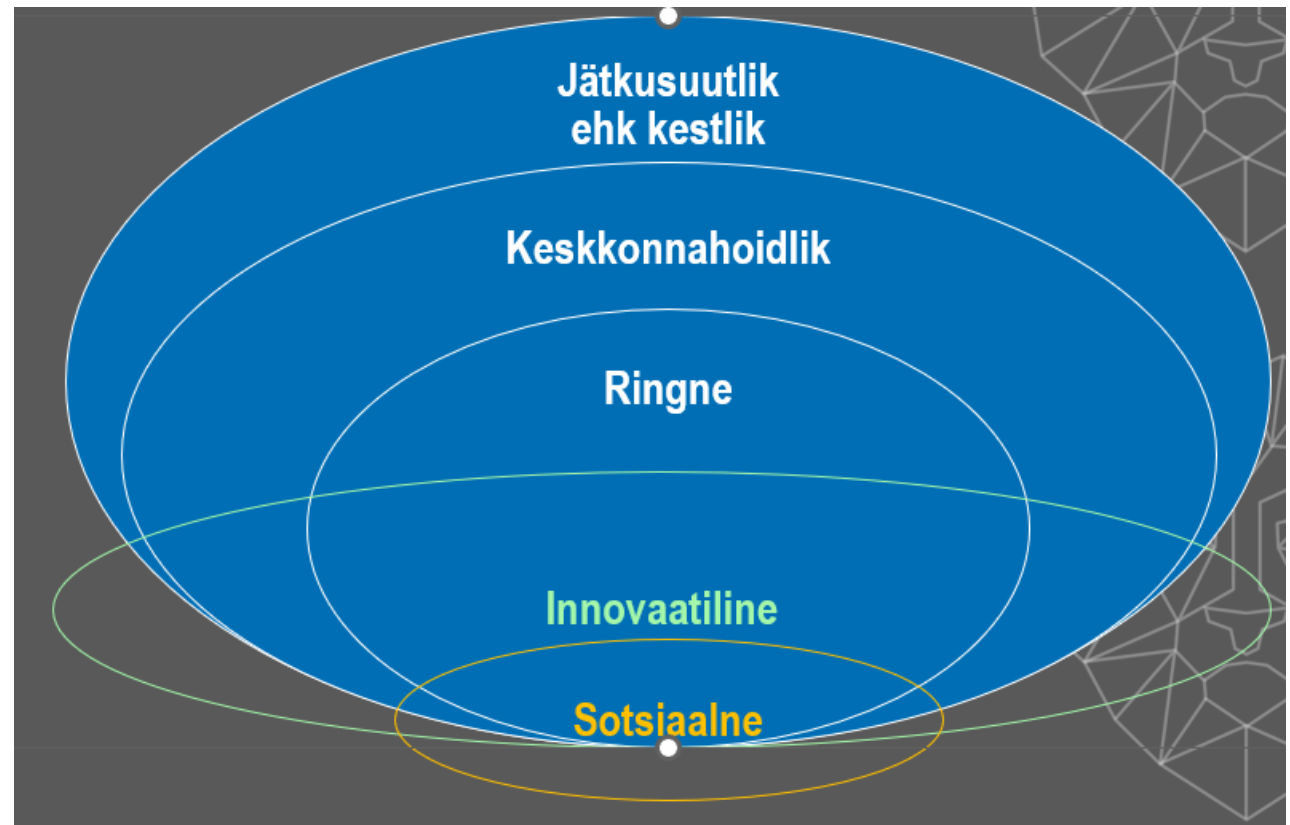 Jätkusuutlik
ehk kestlik
Keskkonnahoidlik
Ringne
Innovaatiline
Sotsiaalne